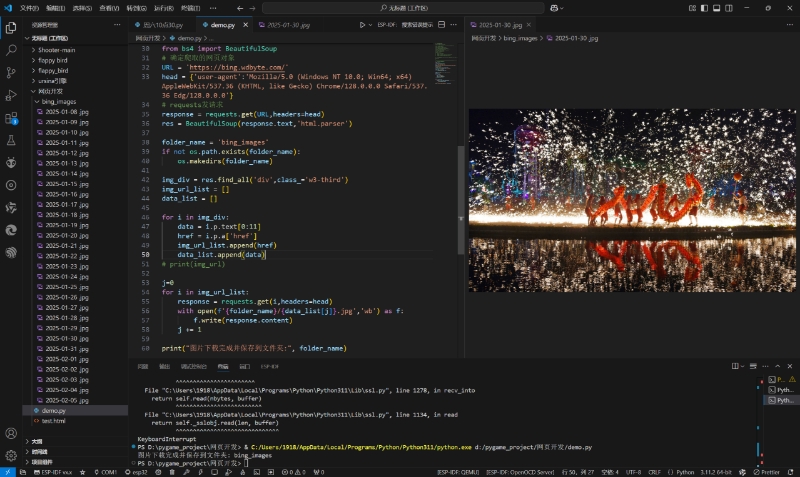 文件(F) 编辑(E) 选择(S) 查看(V) 转到(G) 运行(R) 终端(T) 帮助(H)
无标题 (工作区)
资源管理器
无标题 (工作区)
Shooter-main
flappy bird
flappy_bird
ursina引擎
网页开发
bing_images
2025-01-08 .jpg
2025-01-09 .jpg
2025-01-10 .jpg
2025-01-11 .jpg
2025-01-12 .jpg
2025-01-13 .jpg
2025-01-14 .jpg
2025-01-15 .jpg
2025-01-16 .jpg
2025-01-17 .jpg
2025-01-18 .jpg
2025-01-19 .jpg
2025-01-20 .jpg
2025-01-21 .jpg
2025-01-22 .jpg
2025-01-23 .jpg
2025-01-24 .jpg
2025-01-25 .jpg
2025-01-26 .jpg
2025-01-27 .jpg
2025-01-28 .jpg
2025-01-29 .jpg
2025-01-30 .jpg
2025-01-31 .jpg
2025-02-01 .jpg
2025-02-02 .jpg
2025-02-03 .jpg
2025-02-04 .jpg
2025-02-05 .jpg
demo.py
test.html
大纲
时间线
项目组件
周六10点30.py
demo.py
2025-01-30 .jpg
ESP-IDF: 搜索错误提示
网页开发 > demo.py > ...
30 from bs4 import BeautifulSoup
31 # 确定爬取的网页对象
32 URL = 'https://bing.wdbyte.com/'
33 head = {'user-agent':'Mozilla/5.0 (Windows NT 10.0; Win64; x64)
AppleWebKit/537.36 (KHTML, like Gecko) Chrome/128.0.0.0 Safari/537.
36 Edg/128.0.0.0'}
34 # requests发请求
35 response = requests.get(URL,headers=head)
36 res = BeautifulSoup(response.text,'html.parser')
37
38 folder_name = 'bing_images'
39 if not os.path.exists(folder_name):
40 os.makedirs(folder_name)
41
42 img_div = res.find_all('div',class_='w3-third')
43 img_url_list = []
44 data_list = []
45
46 for i in img_div:
47 data = i.p.text[0:11]
48 href = i.p.a['href']
49 img_url_list.append(href)
50 data_list.append(data)
51 # print(img_url)
52
53 j=0
54 for i in img_url_list:
55 response = requests.get(i,headers=head)
56 with open(f'{folder_name}/{data_list[j]}.jpg','wb') as f:
57 f.write(response.content)
58 j += 1
59
60 print("图片下载完成并保存到文件夹:", folder_name)
2025-01-30 .jpg
网页开发 > bing_images > 2025-01-30 .jpg
问题 输出 调试控制台 终端 端口 ESP-IDF
^^^^^^^^^^^^^^^^^^^^^^^
File "C:\Users\1918\AppData\Local\Programs\Python\Python311\Lib\ssl.py", line 1278, in recv_into
return self.read(nbytes, buffer)
^^^^^^^^^^^^^^^^^^^^^^^^^
File "C:\Users\1918\AppData\Local\Programs\Python\Python311\Lib\ssl.py", line 1134, in read
return self._sslobj.read(len, buffer)
^^^^^^^^^^^^^^^^^^^^^^^^^^^^^^
KeyboardInterrupt
PS D:\pygame_project\网页开发> & C:/Users/1918/AppData/Local/Programs/Python/Python311/python.exe d:/pygame_project/网页开发/demo.py
图片下载完成并保存到文件夹: bing_images
PS D:\pygame_project\网页开发>
Pyth...
Pyth...
COM1 esp32
[ESP-IDF: QEMU] [ESP-IDF: OpenOCD Server] 行 50, 列 27 空格: 4 UTF-8 CRLF Python 3.11.2 64-bit Prettier